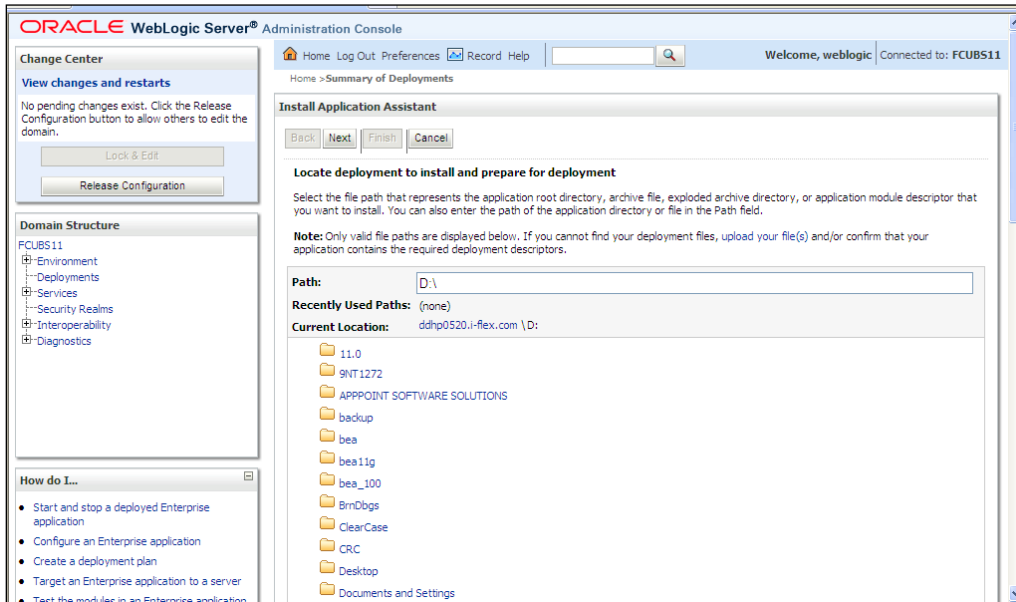 ORACLE WebLogic Server® Administration Console
Change Center
View changes and restarts
No pending changes exist. Click the Release
Configuration button to allow others to edit the
domain.
Lock & Edit
Release Configuration
Domain Structure
FCUBS11
Environment
Deployments
Services
Security Realms
Interoperability
Diagnostics
How do I...
Start and stop a deployed Enterprise
application
Configure an Enterprise application
Create a deployment plan
Target an Enterprise application to a server
Test the modules in an Enterprise application
Home Log Out Preferences Record Help
Welcome, weblogic Connected to: FCUBS11
Home >Summary of Deployments
Install Application Assistant
Back Next Finish Cancel
Locate deployment to install and prepare for deployment
Select the file path that represents the application root directory, archive file, exploded archive directory, or application module descriptor that
you want to install. You can also enter the path of the application directory or file in the Path field.
Note: Only valid file paths are displayed below. If you cannot find your deployment files, upload your file(s) and/or confirm that your
application contains the required deployment descriptors.
Path: D:\
Recently Used Paths: (none)
Current Location: ddhp0520.i-flex.com \D:
11.0
9NT1272
APPPOINT SOFTWARE SOLUTIONS
backup
bea
bea11g
bea_100
BrnDbgs
ClearCase
CRC
Desktop
Documents and Settings